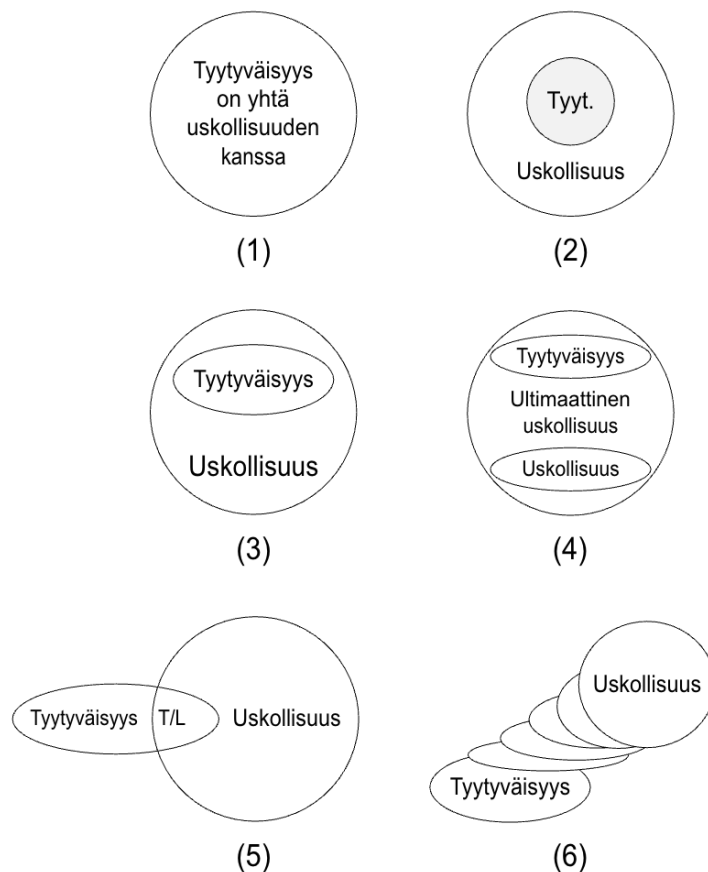 Tyytyväisyys
on yhtä
uskollisuuden
kanssa
(1)
Tyyt.
Uskollisuus
(2)
Tyytyväisyys
Uskollisuus
(3)
Tyytyväisyys
Ultimaattinen
uskollisuus
Uskollisuus
(4)
Tyytyväisyys T/L Uskollisuus
(5)
Uskollisuus
Tyytyväisyys
(6)